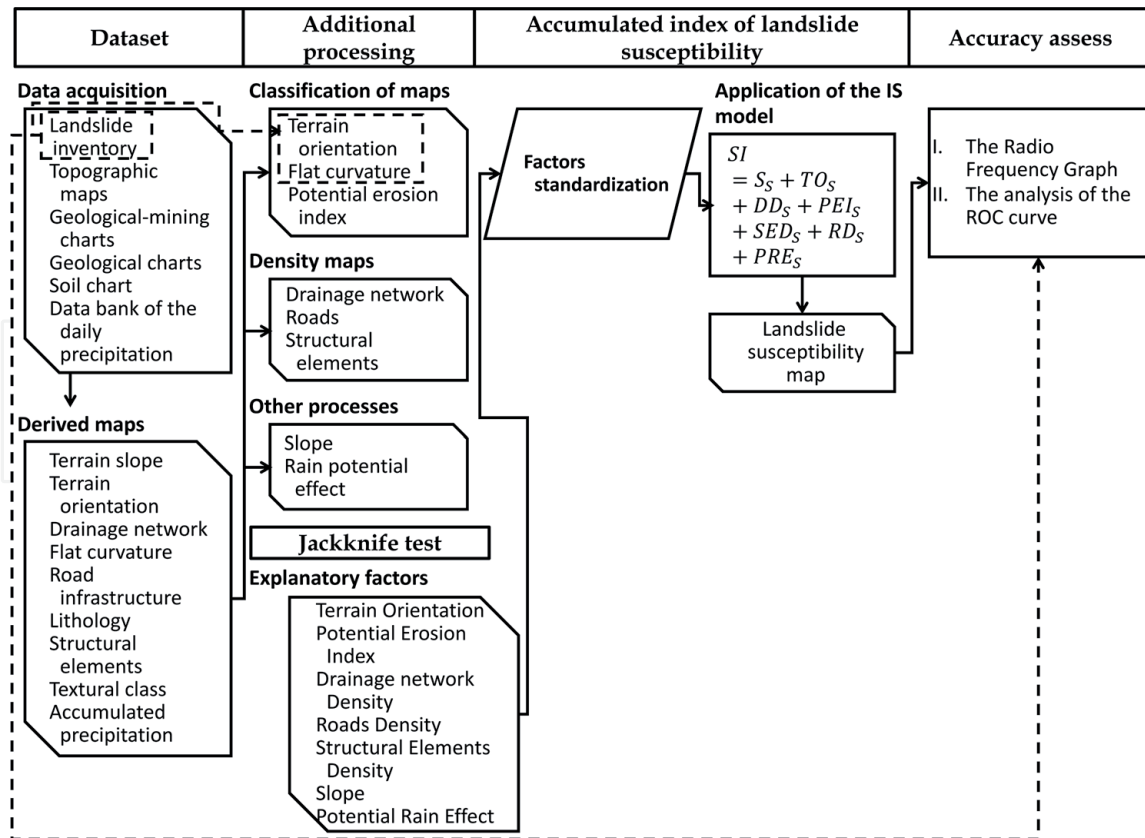 Dataset
Additional
processing
Accumulated index of landslide
susceptibility
Accuracy assess
Data acquisition
Landslide
inventory
Topographic
maps
Geological-mining
charts
Geological charts
Soil chart
Data bank of the
daily
precipitation
Derived maps
Terrain slope
Terrain
orientation
Drainage network
Flat curvature
Road
infrastructure
Lithology
Structural
elements
Textural class
Accumulated
precipitation
Classification of maps
Terrain
orientation
Flat curvature
Potential erosion
index
Density maps
Drainage network
Roads
Structural
elements
Other processes
Slope
Rain potential
effect
Jackknife test
Explanatory factors
Terrain Orientation
Potential Erosion
Index
Drainage network
Density
Roads Density
Structural Elements
Density
Slope
Potential Rain Effect
Factors
standardization
Application of the IS
model
SI
= S_S + TO_S
+ DD_S + PEI_S
+ SED_S + RD_S
+ PRE_S
Landslide
susceptibility
map
I. The Radio
Frequency Graph
II. The analysis of the
ROC curve